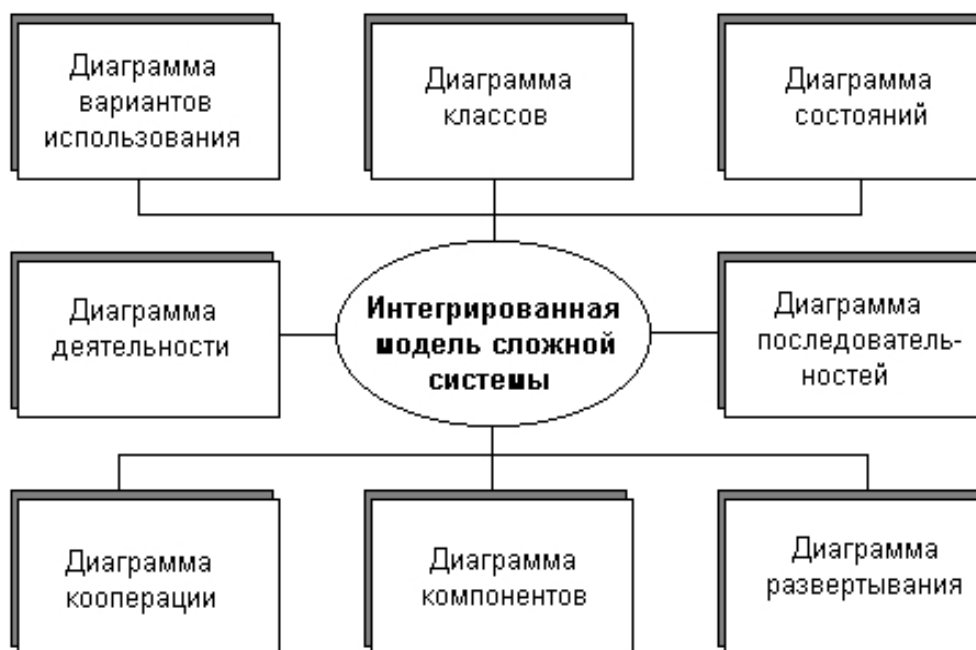 Диаграмма
вариантов
использования
Диаграмма
классов
Диаграмма
состояний
Диаграмма
деятельности
Интегрированная
модель сложной
системы
Диаграмма
последователь-
ностей
Диаграмма
кооперации
Диаграмма
компонентов
Диаграмма
развертывания